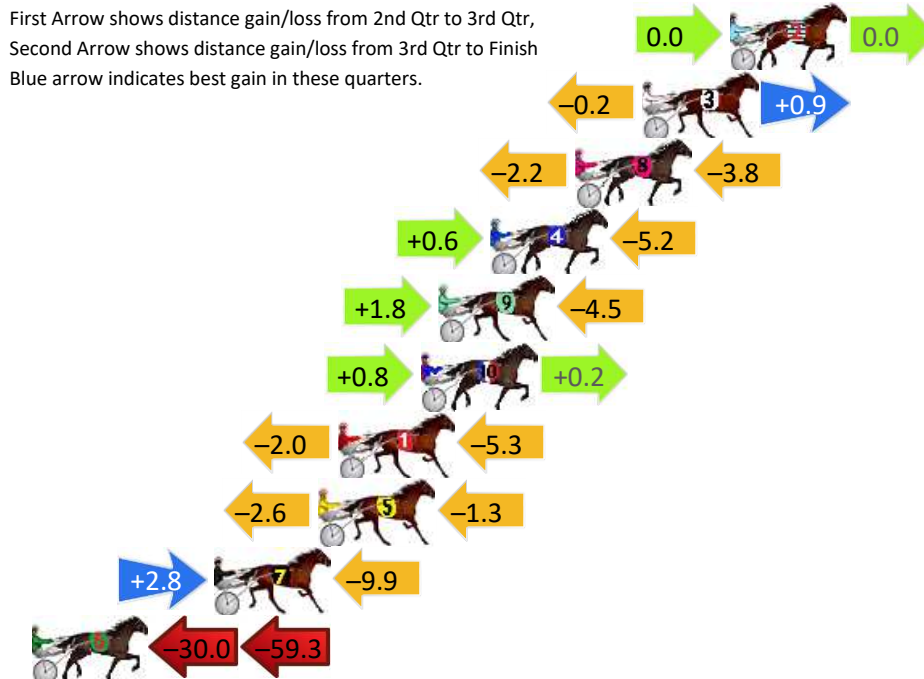 First Arrow shows distance gain/loss from 2nd Qtr to 3rd Qtr,
Second Arrow shows distance gain/loss from 3rd Qtr to Finish
Blue arrow indicates best gain in these quarters.
0.0 0.0
–0.2 3 +0.9
–2.2 8 –3.8
+0.6 4 –5.2
+1.8 9 –4.5
+0.8 10 +0.2
–2.0 1 –5.3
–2.6 5 –1.3
+2.8 7 –9.9
–30.0 –59.3